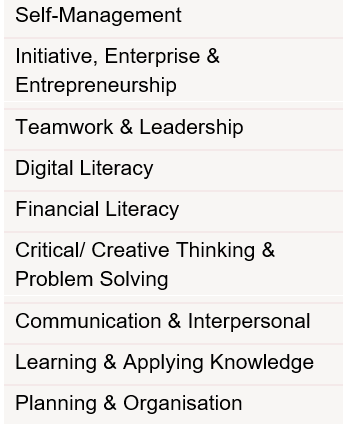 Self-Management
Initiative, Enterprise &
Entrepreneurship
Teamwork & Leadership
Digital Literacy
Financial Literacy
Critical/ Creative Thinking &
Problem Solving
Communication & Interpersonal
Learning & Applying Knowledge
Planning & Organisation